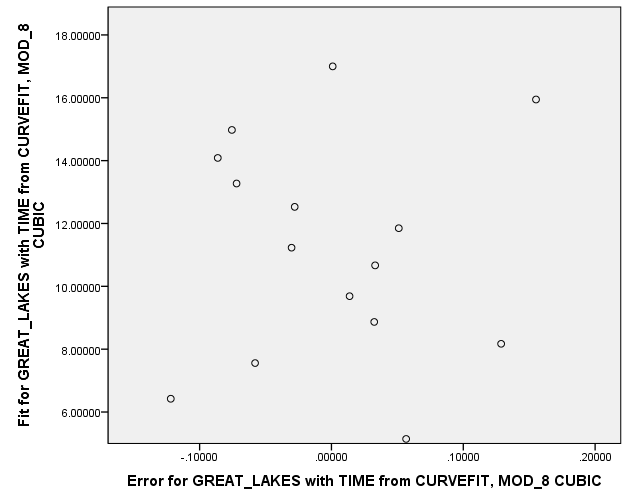 Fit for GREAT_LAKES with TIME from CURVEFIT, MOD_8
CUBIC
18.00000
16.00000
14.00000
12.00000
10.00000
8.00000
6.00000
-.10000 .00000 .10000 .20000
Error for GREAT_LAKES with TIME from CURVEFIT, MOD_8 CUBIC